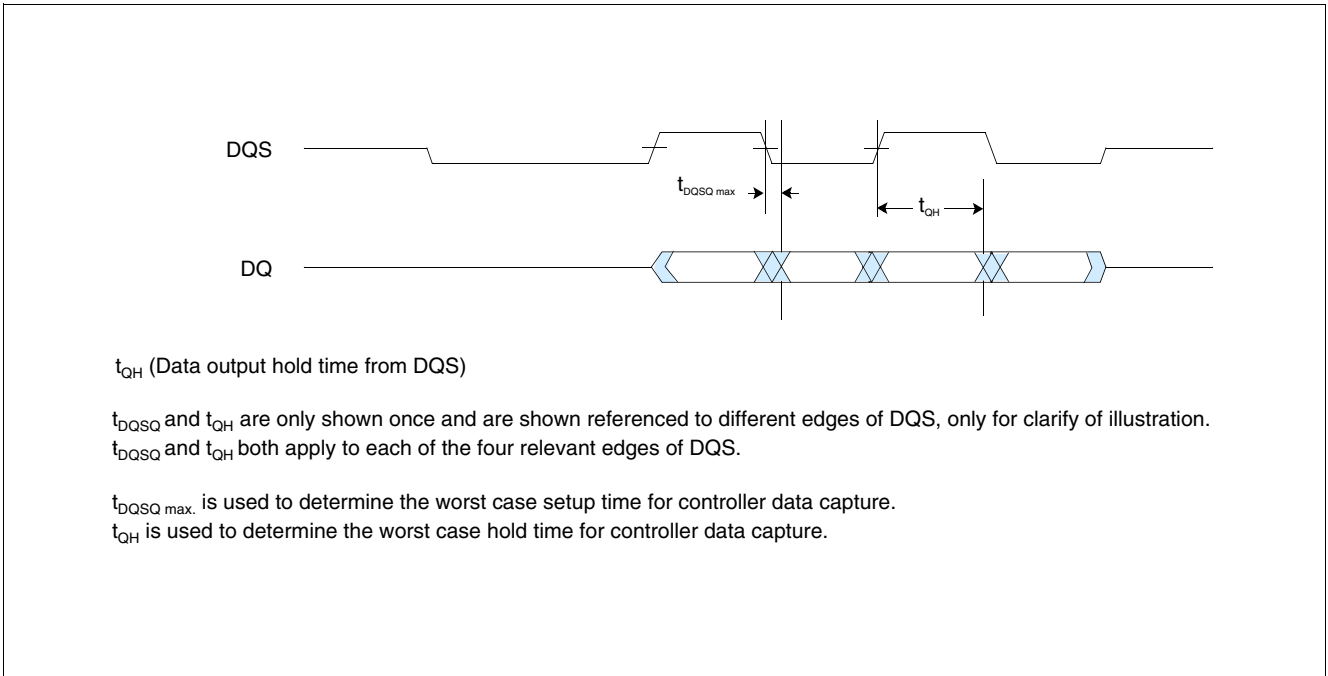 DQS
t DQSQ max
t QH
DQ
tQH (Data output hold time from DQS)
tDQSQ and tQH are only shown once and are shown referenced to different edges of DQS, only for clarify of illustration.
tDQSQ and tQH both apply to each of the four relevant edges of DQS.
tDQSQ max. is used to determine the worst case setup time for controller data capture.
tQH is used to determine the worst case hold time for controller data capture.